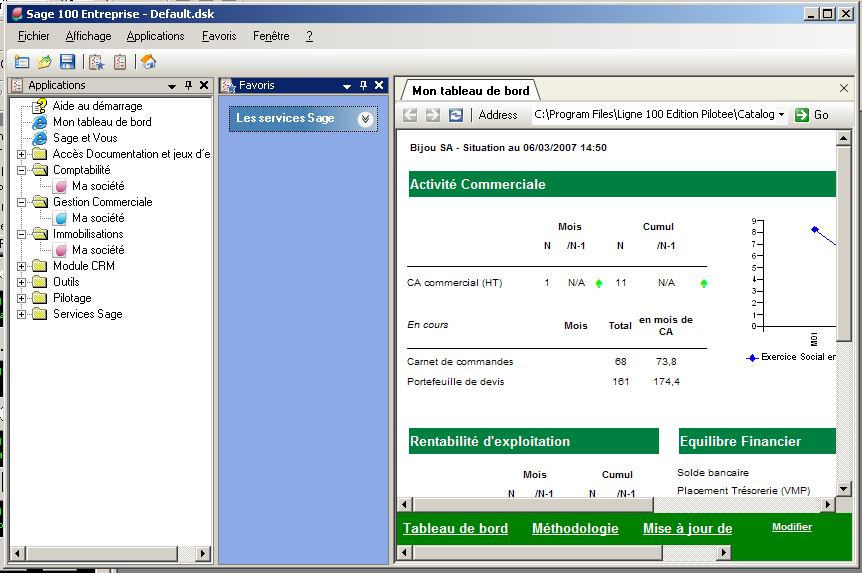 Sage 100 Entreprise - Default.dsk
Fichier Affichage Applications Favoris Fenêtre ?
Applications
Aide au démarrage
Mon tableau de bord
Sage et Vous
Accès Documentation et jeux d'e
Comptabilité
Ma société
Gestion Commerciale
Ma société
Immobilisations
Ma société
Module CRM
Outils
Pilotage
Services Sage
Favoris
Les services Sage
Mon tableau de bord
Address C:\Program Files\Ligne 100 Edition Pilotee\Catalog Go
Bijou SA - Situation au 06/03/2007 14:50
Activité Commerciale
Mois Cumul
N /N-1 N /N-1
CA commercial (HT) 1 N/A 11 N/A
En cours Mois Total en mois de
CA
Carnet de commandes 68 73,8
Portefeuille de devis 161 174,4
9
8
7
6
5
4
3
2
1
0
M01
Exercice Social en
Rentabilité d'exploitation
Mois Cumul
N /N-1 N /N-1
Equilibre Financier
Solde bancaire
Placement Trésorerie (VMP)
Tableau de bord Méthodologie Mise à jour de Modifier